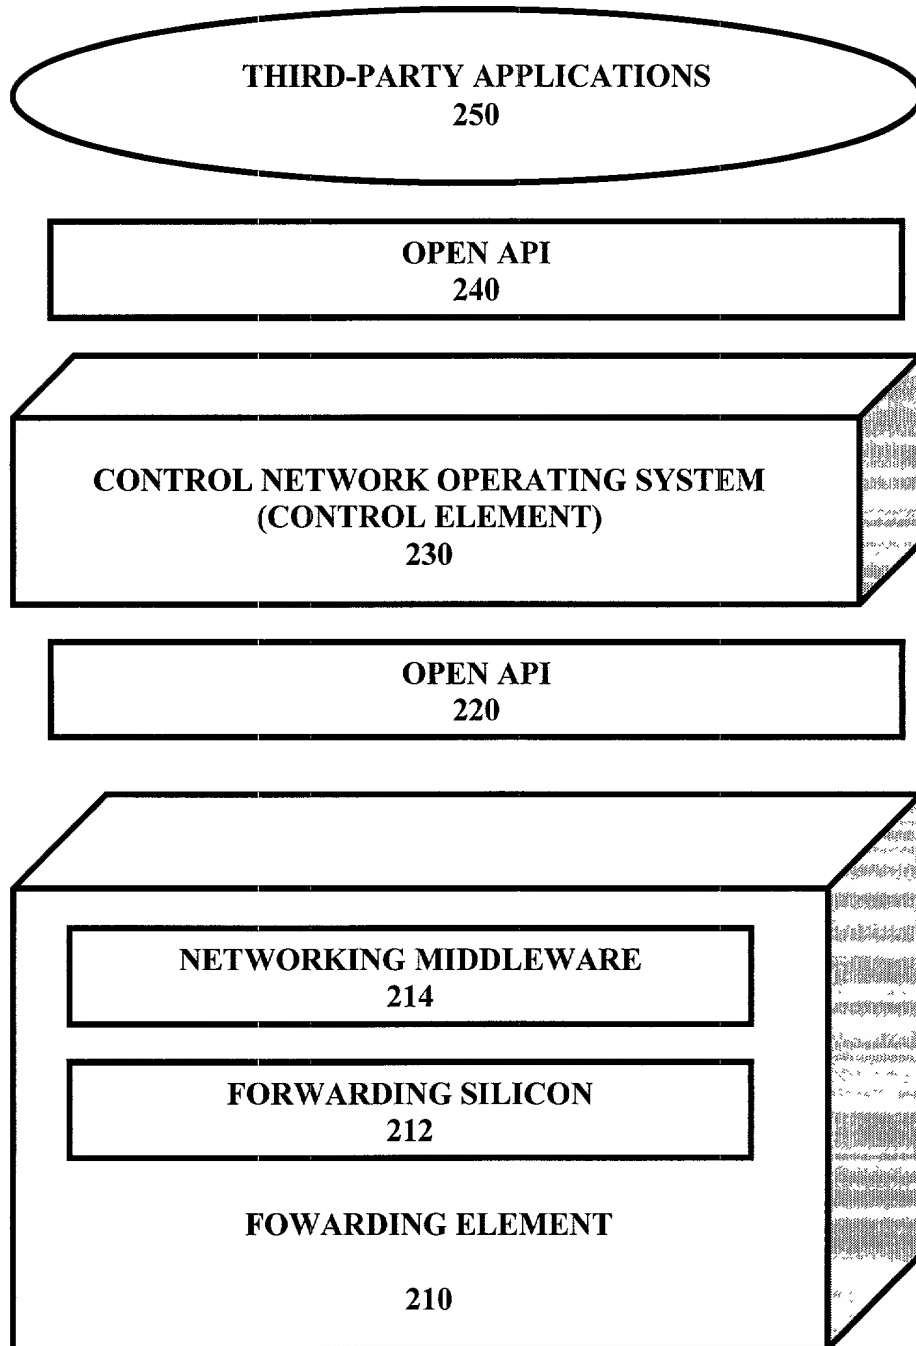 THIRD-PARTY APPLICATIONS
250
OPEN API
240
CONTROL NETWORK OPERATING SYSTEM
(CONTROL ELEMENT)
230
OPEN API
220
NETWORKING MIDDLEWARE
214
FORWARDING SILICON
212
FOWARDING ELEMENT
210